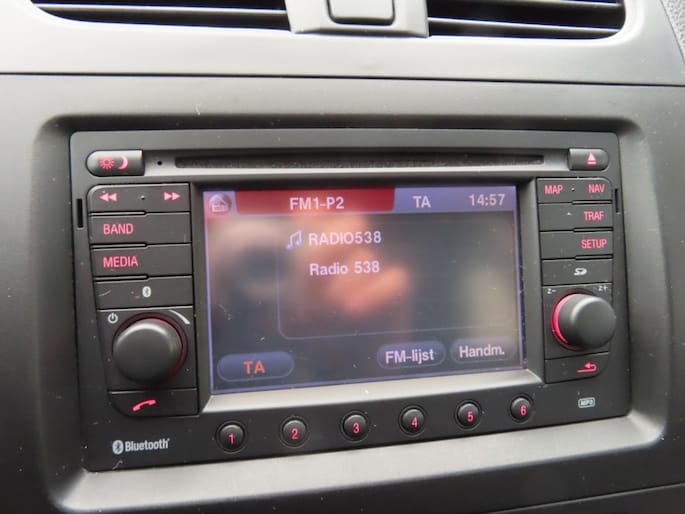 FM1-P2 TA 14:57
RADIO538
Radio 538
TA FM-lijst Handm.
BAND
MEDIA
MAP NAV
TRAF
SETUP
z- z+
Bluetooth
1 2 3 4 5 6
MP3